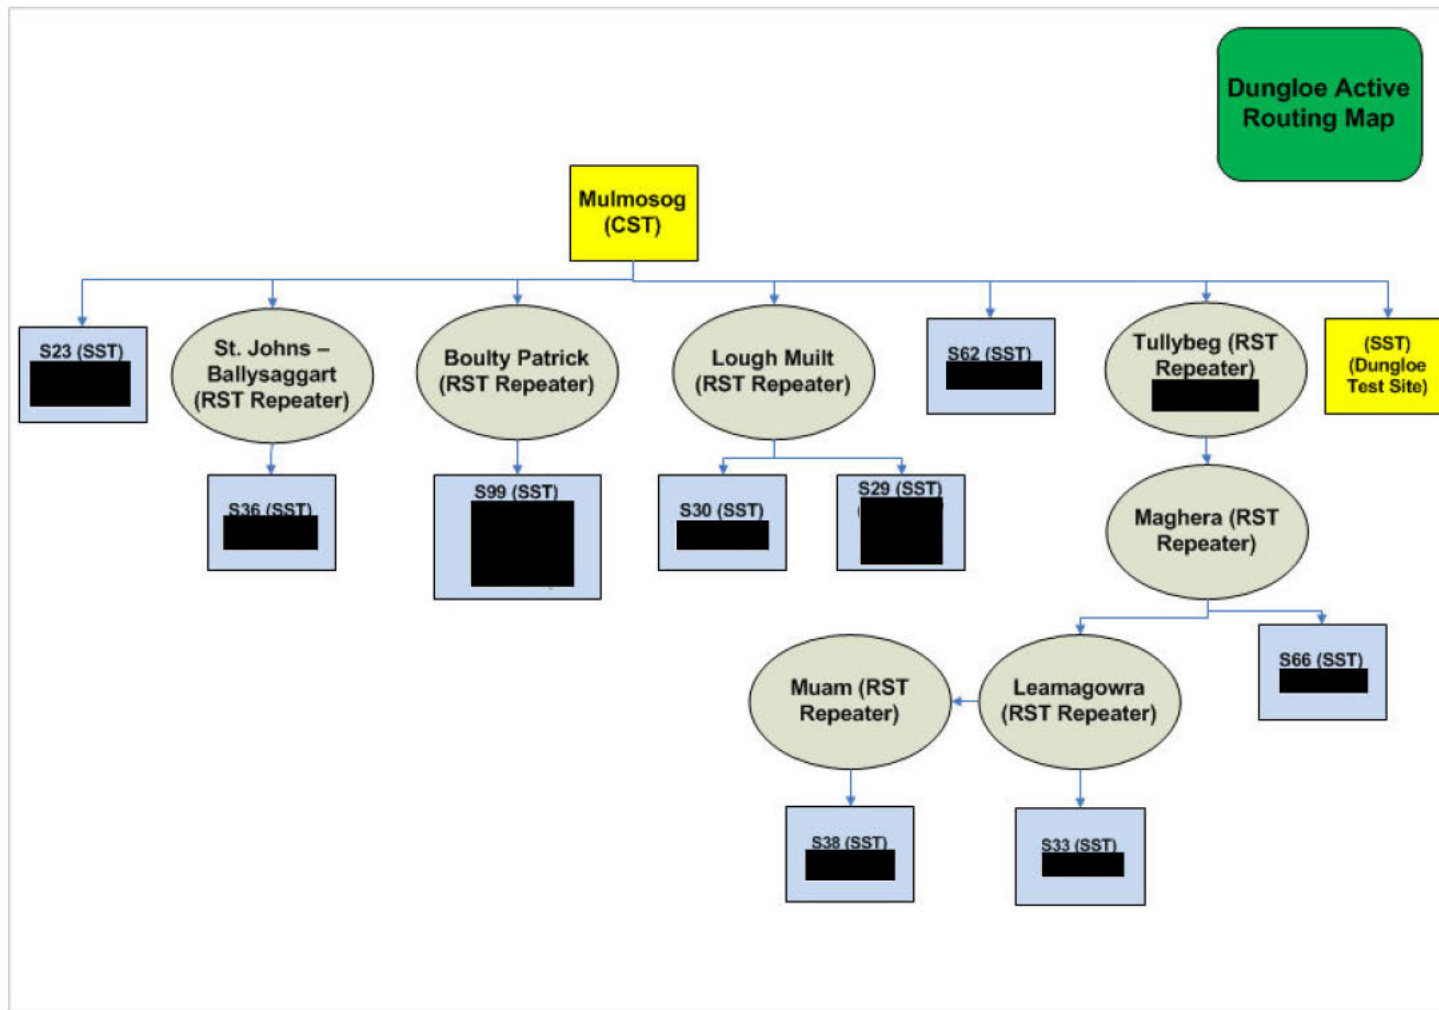 Dungloe Active
Routing Map
Mulmosog
(CST)
S23 (SST)
St. Johns –
Ballysaggart
(RST Repeater)
Boulty Patrick
(RST Repeater)
Lough Muilt
(RST Repeater)
S62 (SST)
Tullybeg (RST
Repeater)
(SST)
(Dungloe
Test Site)
S36 (SST)
S99 (SST)
S30 (SST)
S29 (SST)
Maghera (RST
Repeater)
Muam (RST
Repeater)
Leamagowra
(RST Repeater)
S66 (SST)
S38 (SST)
S33 (SST)